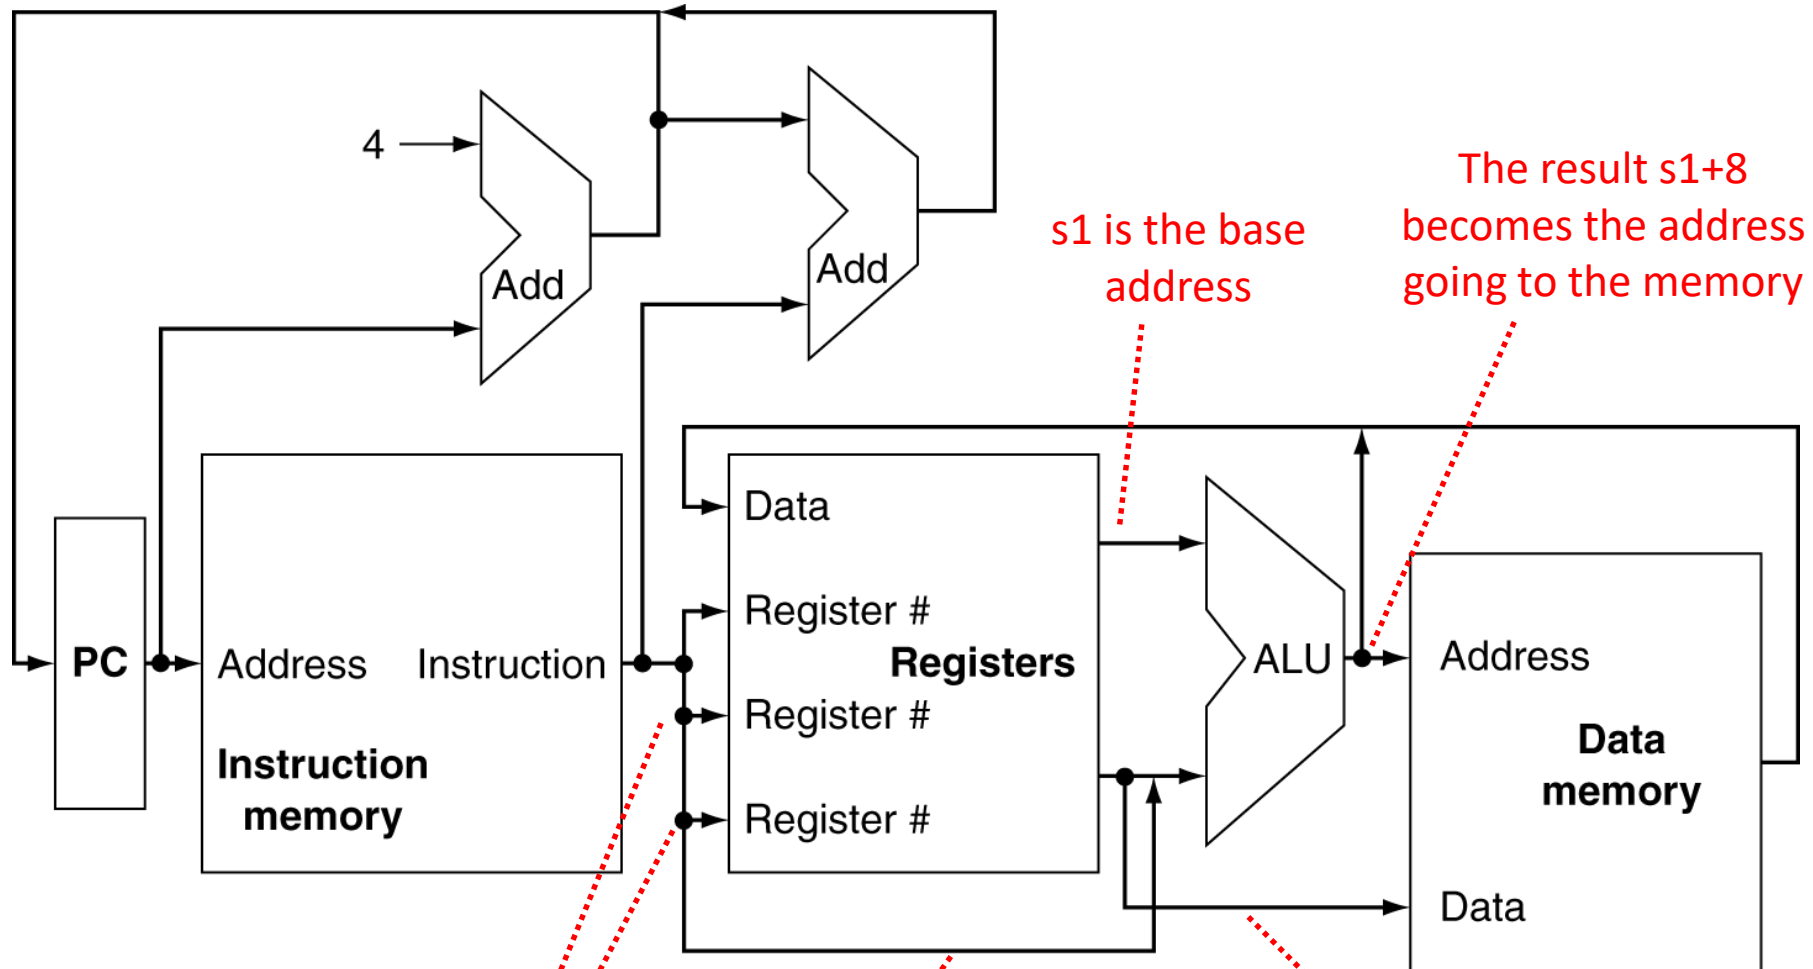 The result s1+8
becomes the address
going to the memory
s1 is the base
address
4
Add
Add
Data
Register #
Registers
Register #
Register #
PC
Address
Instruction
Instruction
memory
ALU
Address
Data
memory
Data